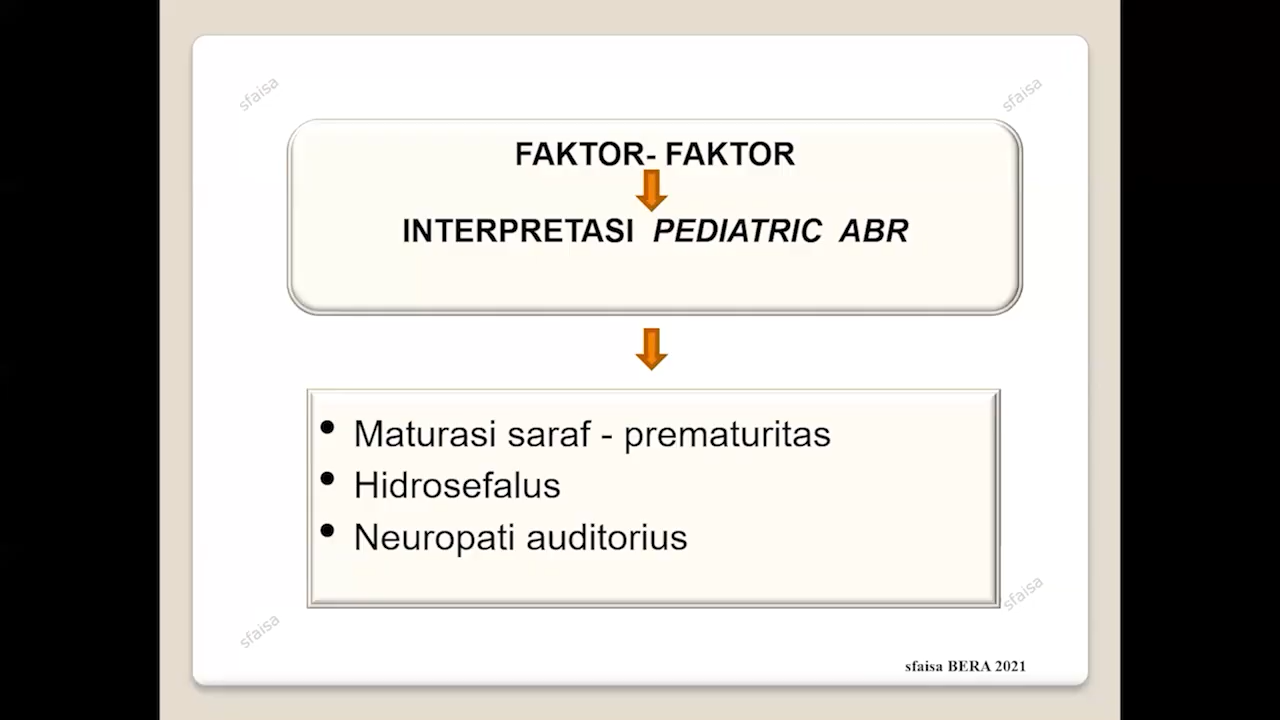 sfaisa
sfaisa
FAKTOR- FAKTOR
INTERPRETASI PEDIATRIC ABR
• Maturasi saraf - prematuritas
• Hidrosefalus
• Neuropati auditorius
sfaisa
sfaisa
sfaisa BERA 2021